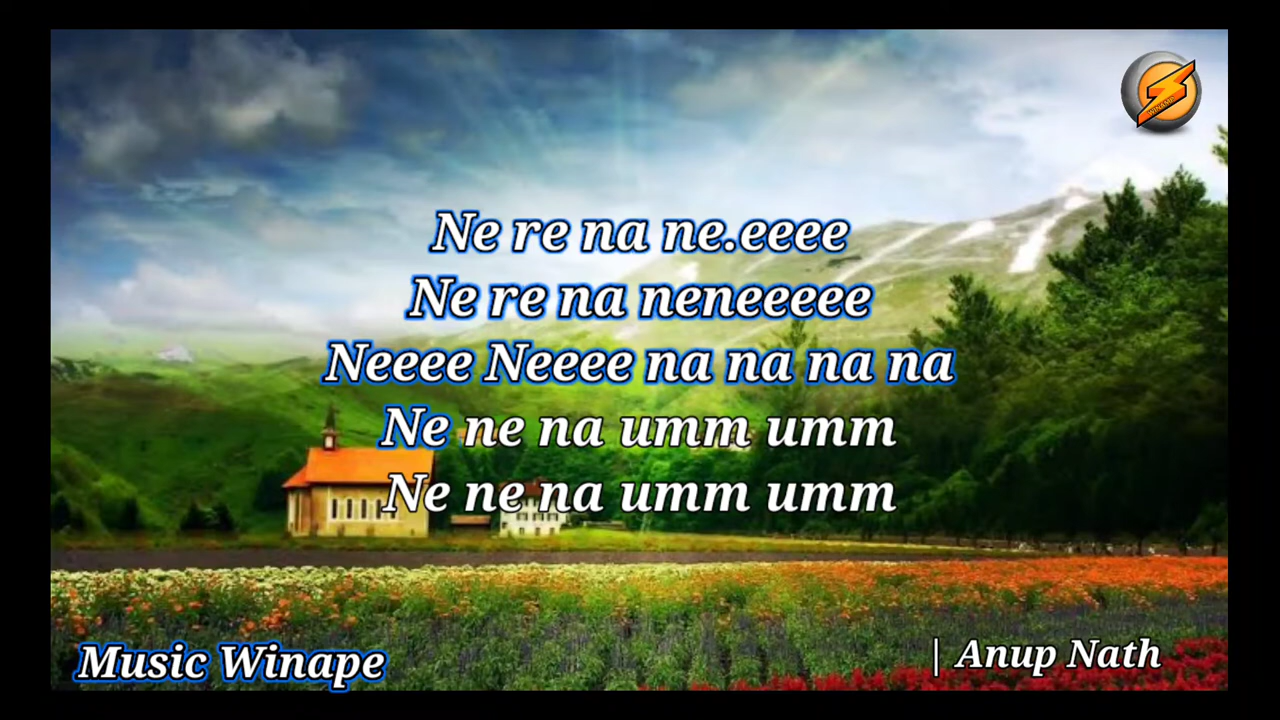 WINAMP
Ne re na ne.eeee
Ne re na neneeeee
Neeee Neeee na na na na
Ne ne na umm umm
Ne ne na umm umm
Music Winape
| Anup Nath